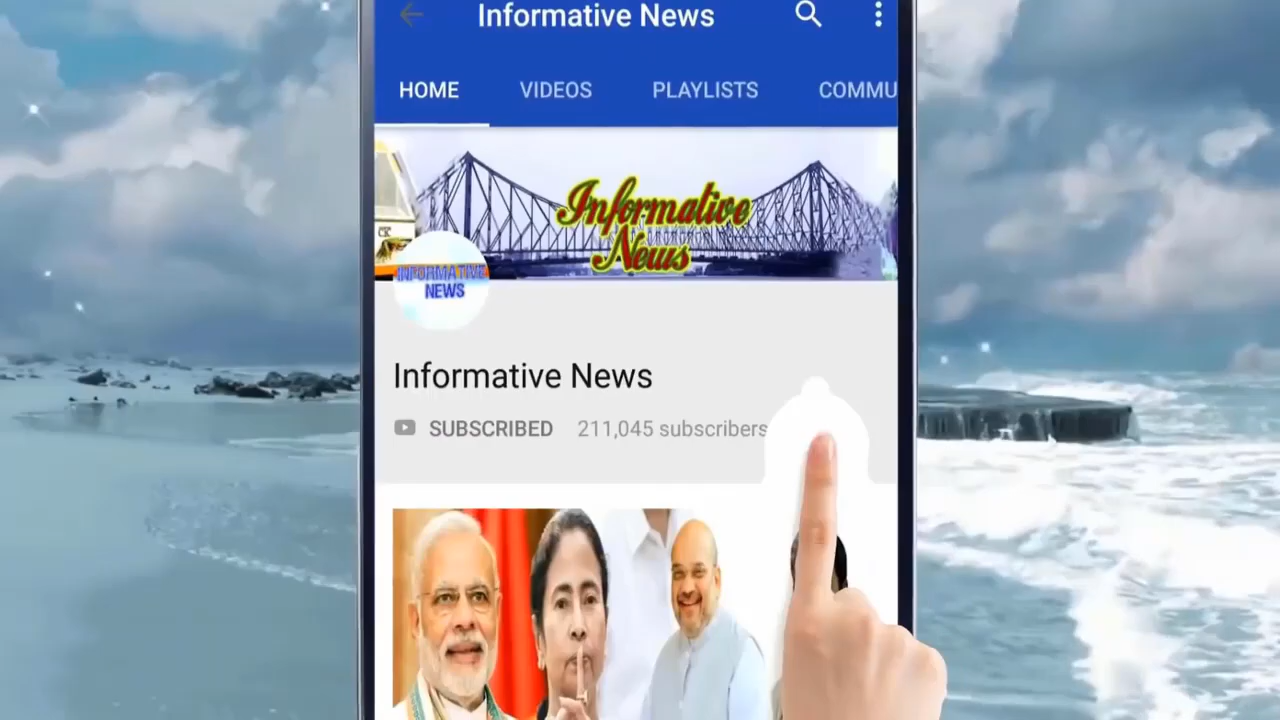 Informative News
HOME VIDEOS PLAYLISTS COMMU
Informative
News
INFORMATIVE
NEWS
Informative News
SUBSCRIBED 211,045 subscribers